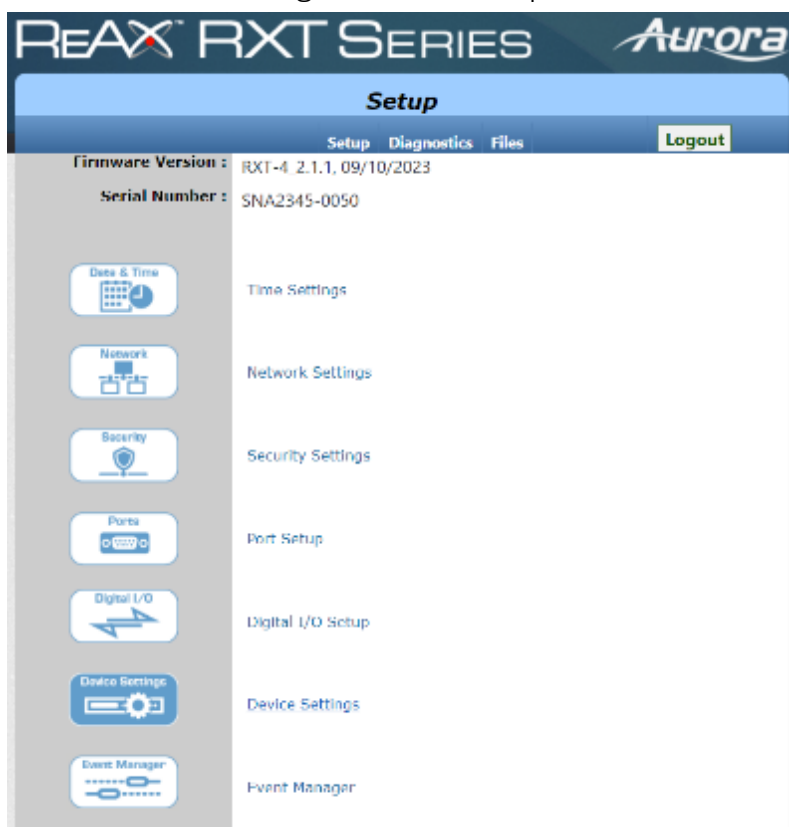 REAX™ RXT SERIES Aurora
Setup
Setup Diagnostics Files Logout
Firmware Version : RXT-4 2.1.1, 09/10/2023
Serial Number : SNA2345-0050
Date & Time
Time Settings
Network
Network Settings
Security
Security Settings
Ports
Port Setup
Digital I/O
Digital I/O Setup
Device Settings
Device Settings
Event Manager
Event Manager